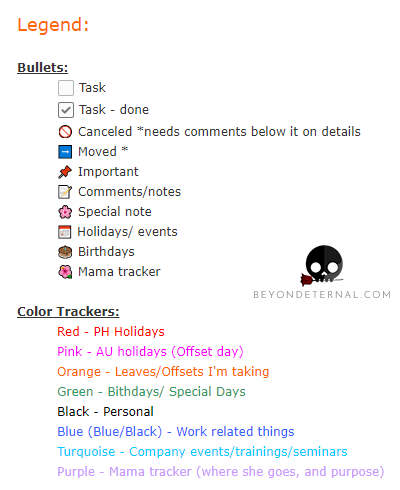 Legend:
Bullets:
Task
Task - done
Canceled *needs comments below it on details
Moved *
Important
Comments/notes
Special note
Holidays/ events
Birthdays
Mama tracker
BEYONDETERNAL.COM
Color Trackers:
Red - PH Holidays
Pink - AU holidays (Offset day)
Orange - Leaves/Offsets I'm taking
Green - Bithdays/ Special Days
Black - Personal
Blue (Blue/Black) - Work related things
Turquoise - Company events/trainings/seminars
Purple - Mama tracker (where she goes, and purpose)